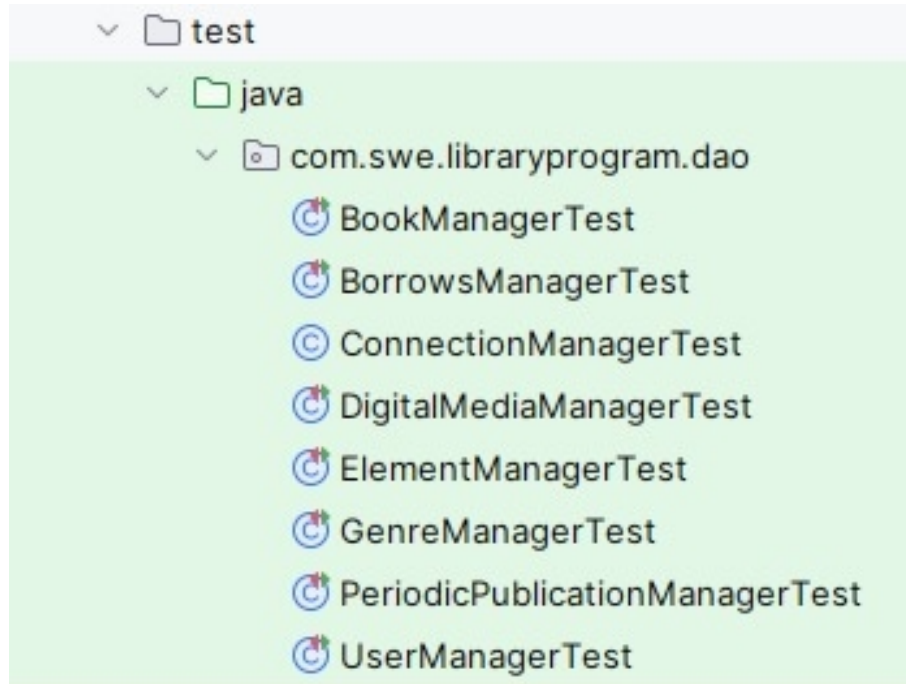 test
java
com.swe.libraryprogram.dao
BookManagerTest
BorrowsManagerTest
ConnectionManagerTest
DigitalMediaManagerTest
ElementManagerTest
GenreManagerTest
PeriodicPublicationManagerTest
UserManagerTest